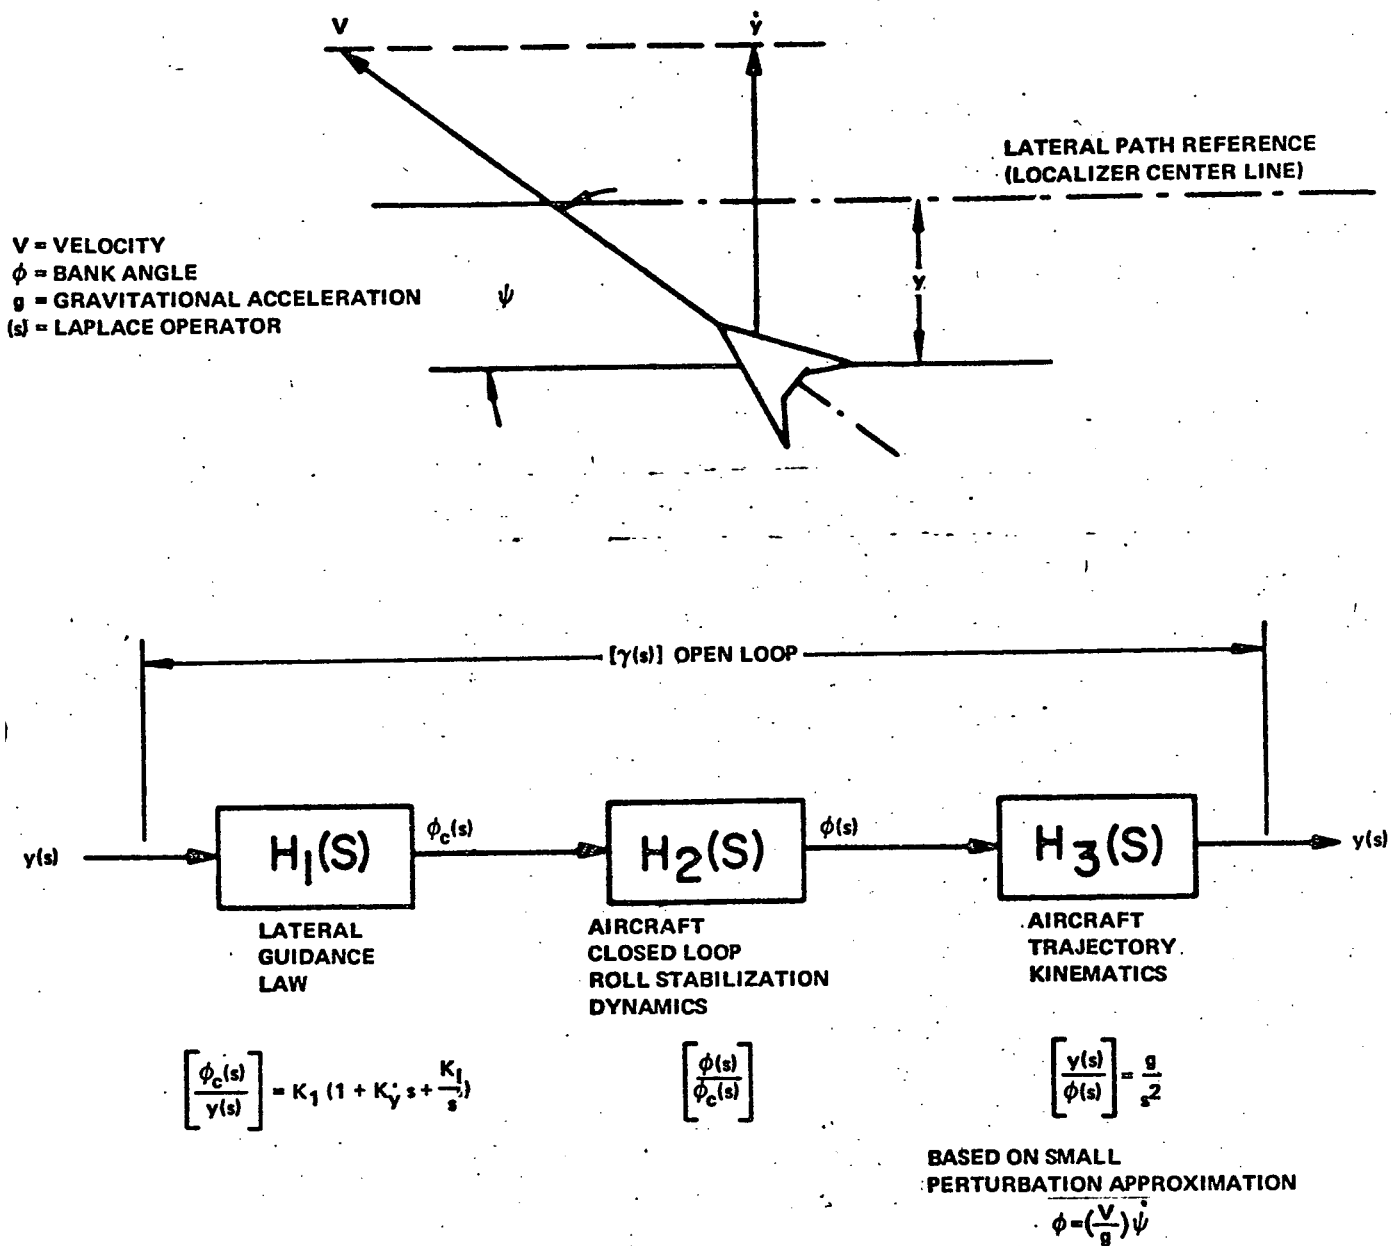 V
ẏ
LATERAL PATH REFERENCE
(LOCALIZER CENTER LINE)
V = VELOCITY
ϕ = BANK ANGLE
g = GRAVITATIONAL ACCELERATION
(s) = LAPLACE OPERATOR
ψ
y
[γ(s)] OPEN LOOP
y(s)
H1(S)
ϕc(s)
H2(S)
ϕ(s)
H3(S)
y(s)
LATERAL
GUIDANCE
LAW
AIRCRAFT
CLOSED LOOP
ROLL STABILIZATION
DYNAMICS
AIRCRAFT
TRAJECTORY
KINEMATICS
[ϕc(s)/y(s)] = K1 (1 + Kẏ s + KI/s)
[ϕ(s)/ϕc(s)]
[y(s)/ϕ(s)] = g/s²
BASED ON SMALL
PERTURBATION APPROXIMATION
ϕ = (V/g) ψ̇